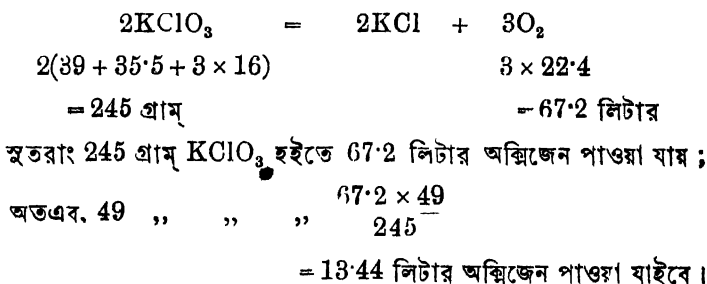 2KClO₃ = 2KCl + 3O₂
2(39 + 35·5 + 3 × 16) 3 × 22·4
= 245 গ্রাম্ = 67·2 লিটার
সুতরাং 245 গ্রাম্ KClO₃ হইতে 67·2 লিটার অক্সিজেন পাওয়া যায় ;
অতএব, 49 ,, ,, ,, 67·2 × 49
245
= 13·44 লিটার অক্সিজেন পাওয়া যাইবে।